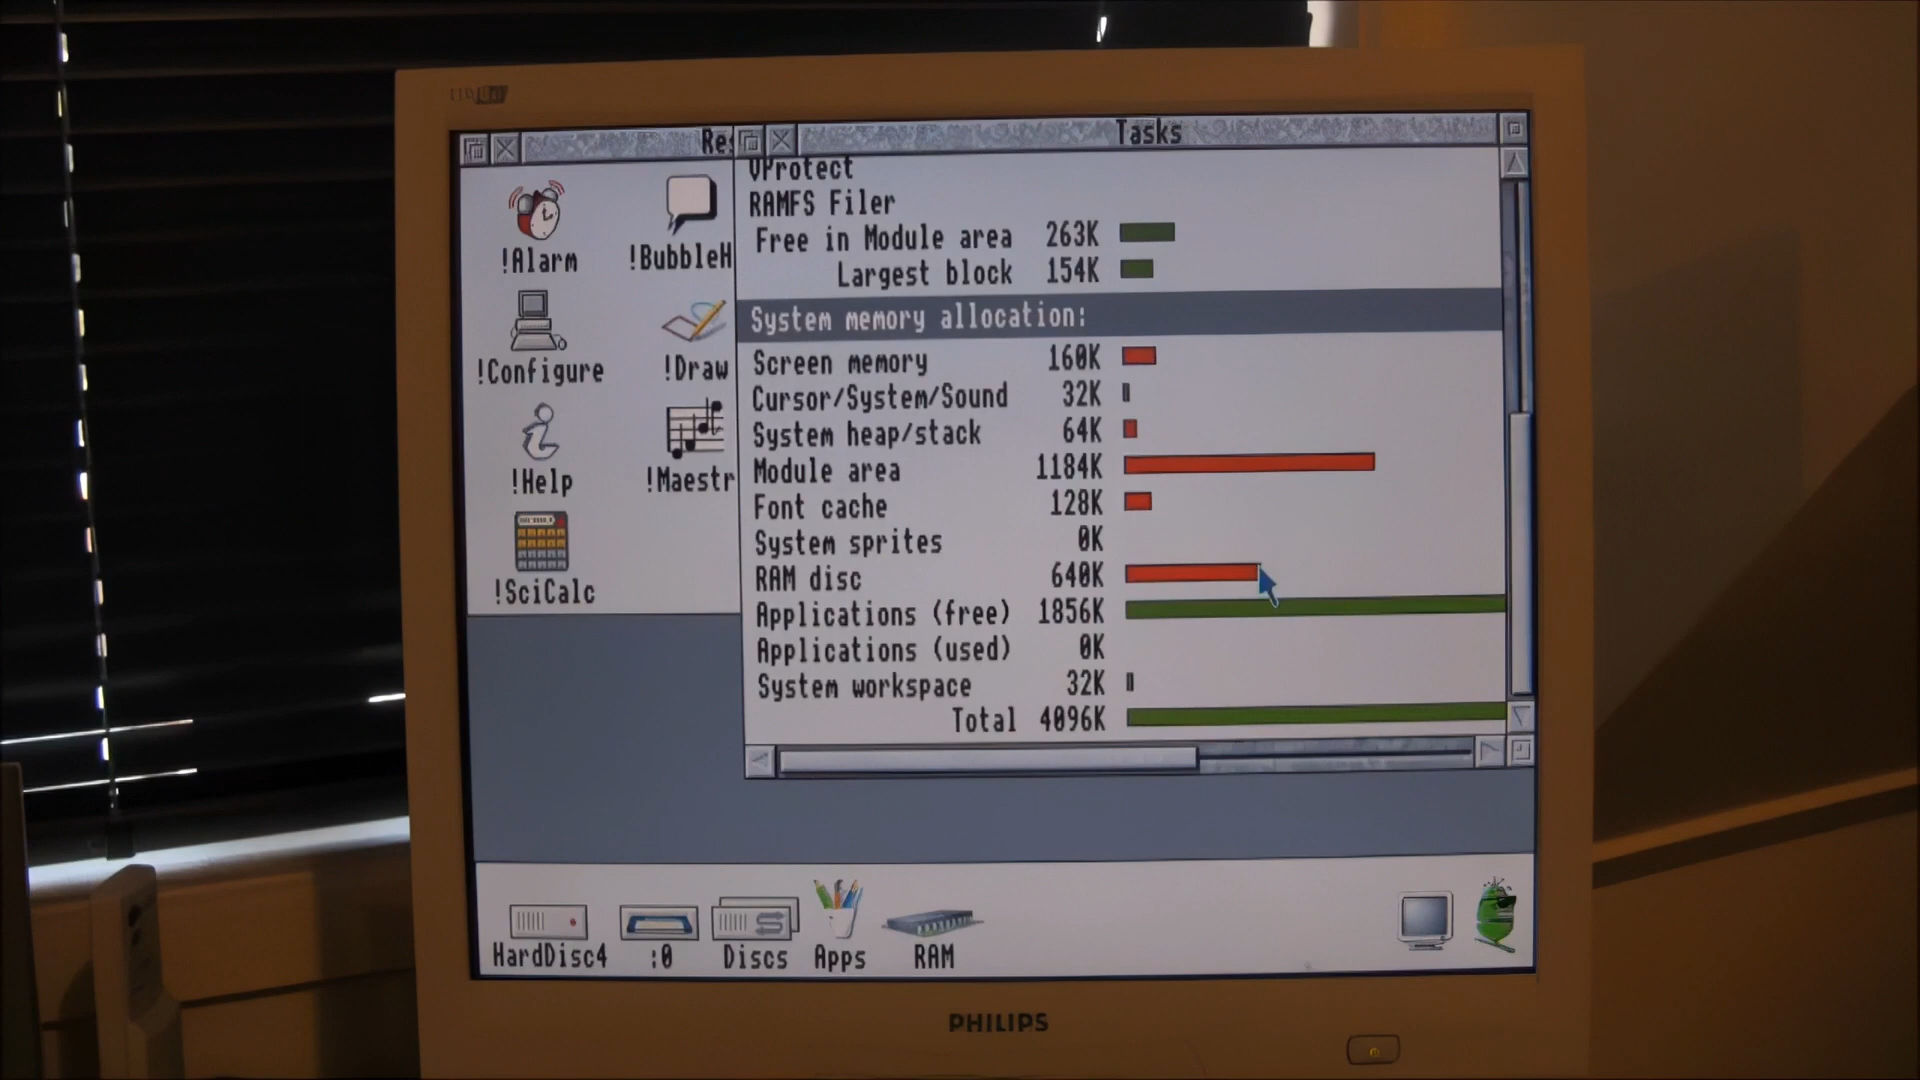 Tasks
!Alarm
!BubbleH
!Configure
!Draw
!Help
!Maestr
!SciCalc
VProtect
RAMFS Filer
Free in Module area 263K
Largest block 154K
System memory allocation:
Screen memory 160K
Cursor/System/Sound 32K
System heap/stack 64K
Module area 1184K
Font cache 128K
System sprites 0K
RAM disc 640K
Applications (free) 1856K
Applications (used) 0K
System workspace 32K
Total 4096K
HardDisc4
:0
Discs
Apps
RAM
PHILIPS